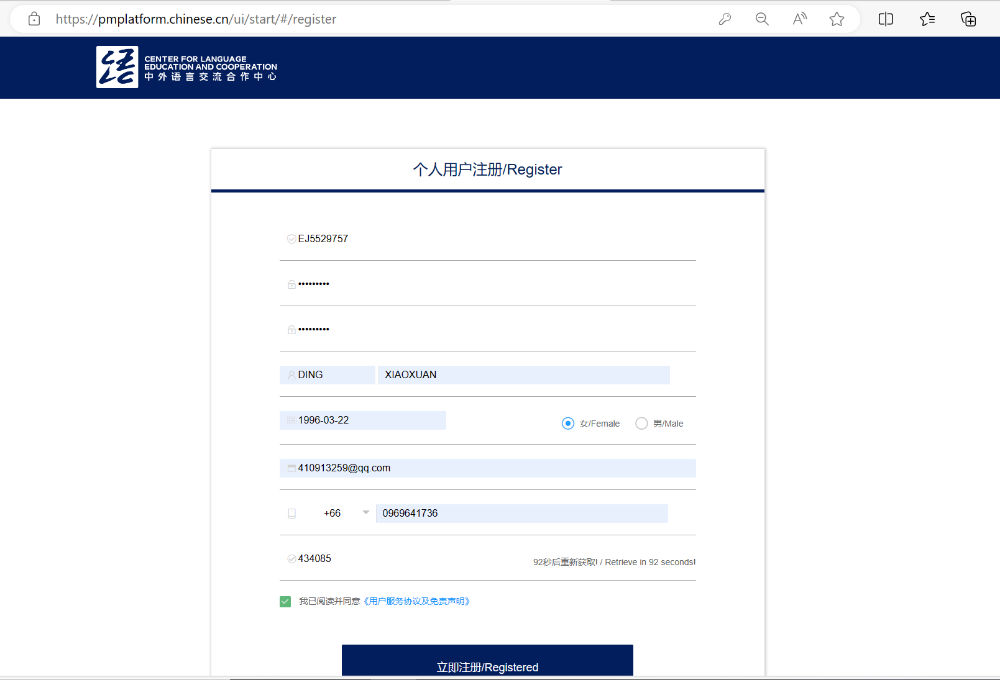 https://pmplatform.chinese.cn/ui/start/#/register
CENTER FOR LANGUAGE
EDUCATION AND COOPERATION
中外语言交流合作中心
个人用户注册/Register
EJ5529757
•••••••••
•••••••••
DING XIAOXUAN
1996-03-22 女/Female 男/Male
410913259@qq.com
+66 0969641736
434085 92秒后重新获取! / Retrieve in 92 seconds!
我已阅读并同意《用户服务协议及免责声明》
立即注册/Registered